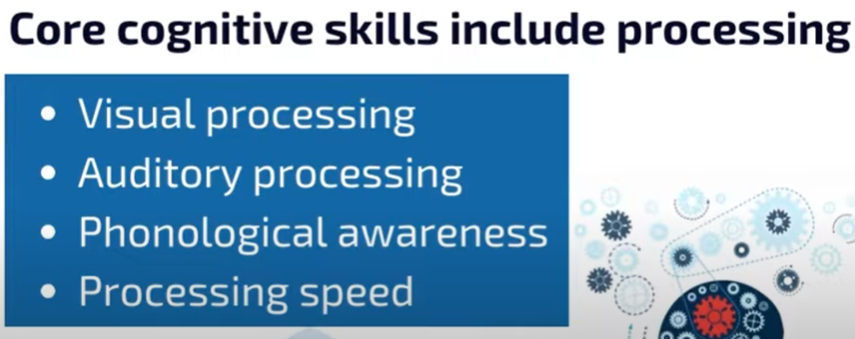 Core cognitive skills include processing
• Visual processing
• Auditory processing
• Phonological awareness
• Processing speed